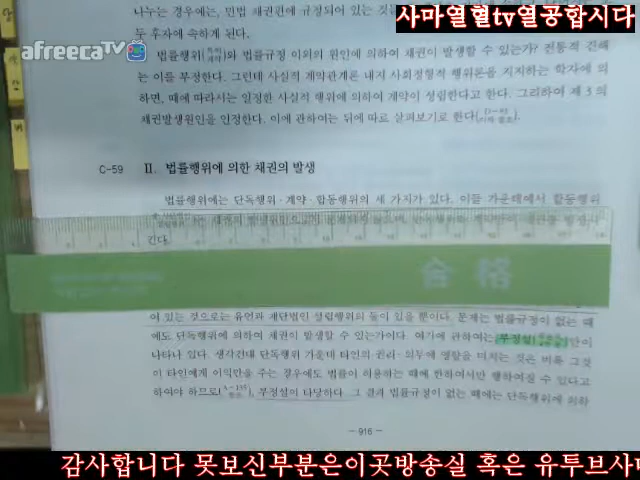 사마열혈tv열공합시다
나누는 경우에는, 민법 채권편에 규정되어 있는 것은
afreecaTV
두 후자에 속하게 된다.
법률행위와 법률규정 이외의 원인에 의하여 채권이 발생할 수 있는가? 전통적 견해
는 이를 부정한다. 그런데 사실적 계약관계론 내지 사회정형적 행위론을 지지하는 학자에 의
하면, 때에 따라서는 일정한 사실적 행위에 의하여 계약이 성립한다고 한다. 그리하여 제3의
채권발생원인을 인정한다. 이에 관하여는 뒤에 따로 살펴보기로 한다
C-59 Ⅱ. 법률행위에 의한 채권의 발생
법률행위에는 단독행위·계약·합동행위의 세 가지가 있다. 이들 가운데에서 합동행위
긴다
合格
어 있는 것으로는 유언과 재단법인 설립행위의 둘이 있을 뿐이다. 문제는 법률규정이 없는 때
에도 단독행위에 의하여 채권이 발생할 수 있는가이다. 여기에 관하여는 부정설
나타나 있다. 생각건대 단독행위 가운데 타인의 권리·의무에 영향을 미치는 것은 비록 그것
이 타인에게 이익만을 주는 경우에도 법률이 허용하는 때에 한하여서만 행하여질 수 있다고
하여야 하므로, 부정설이 타당하다. 그 결과 법률규정이 없는 때에는 단독행위에 의하
- 916 -
감사합니다 못보신부분은이곳방송실 혹은 유투브사마